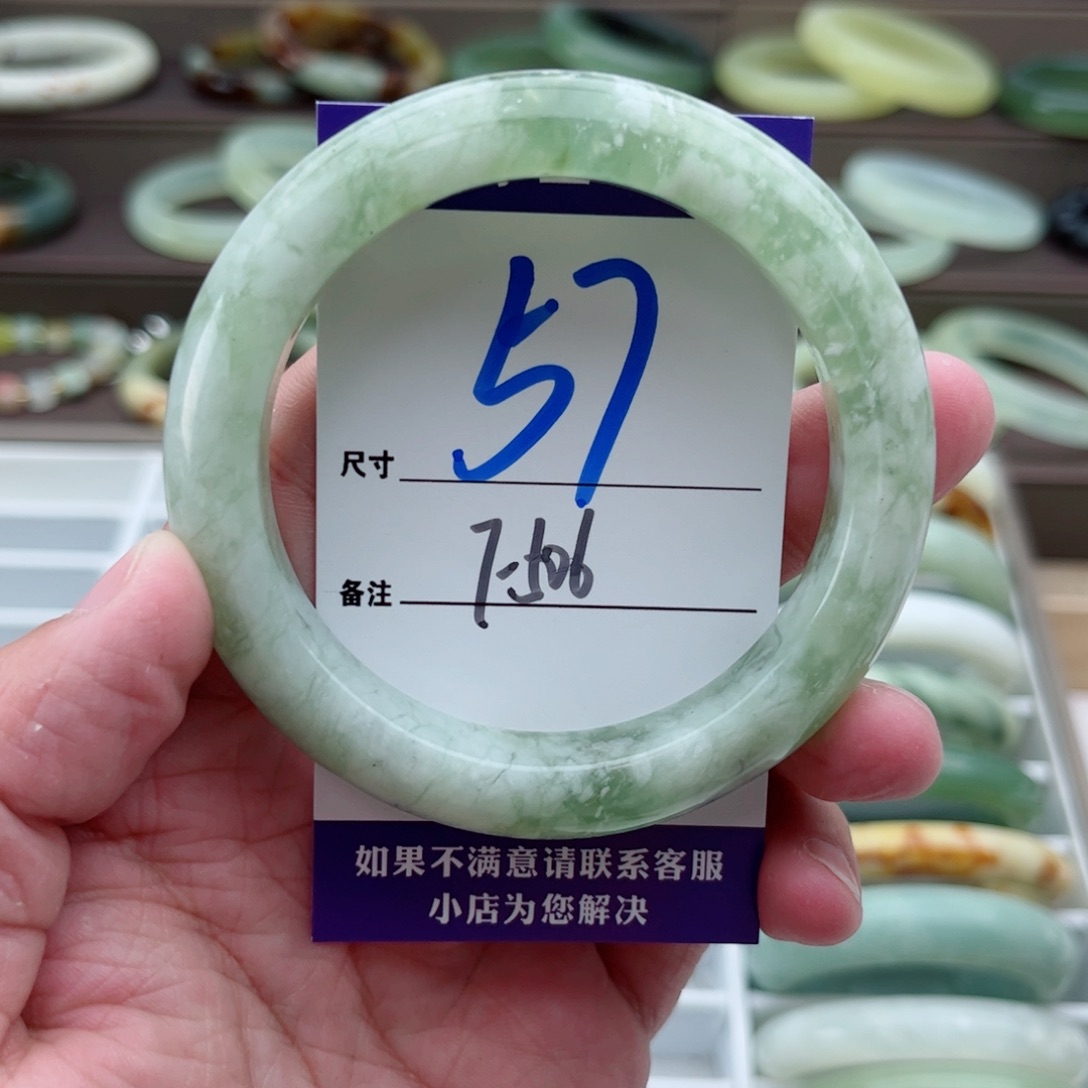 尺寸 57
备注 7-506
如果不满意请联系客服
小店为您解决